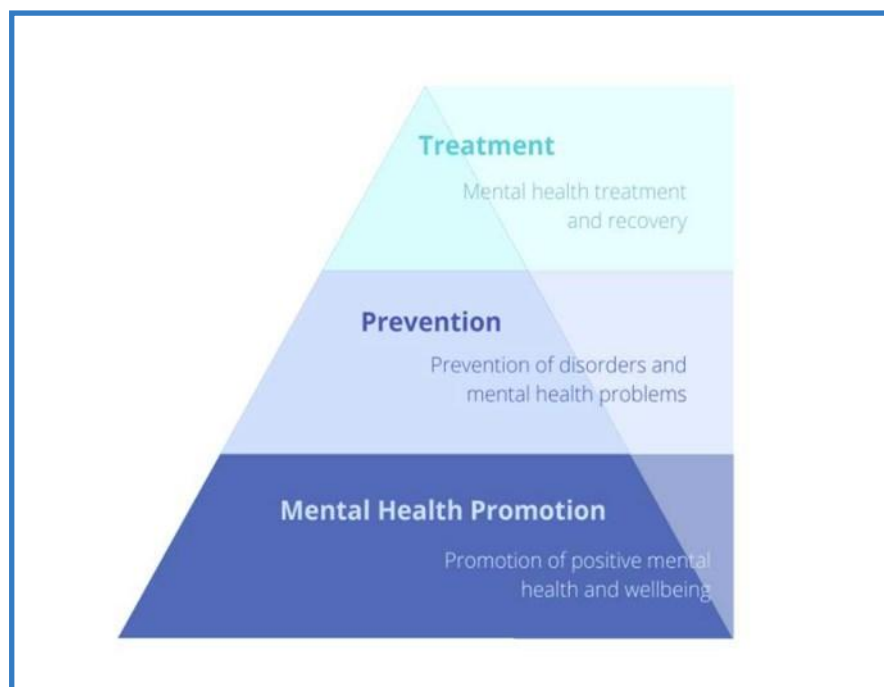 Treatment
Mental health treatment
and recovery
Prevention
Prevention of disorders and
mental health problems
Mental Health Promotion
Promotion of positive mental
health and wellbeing